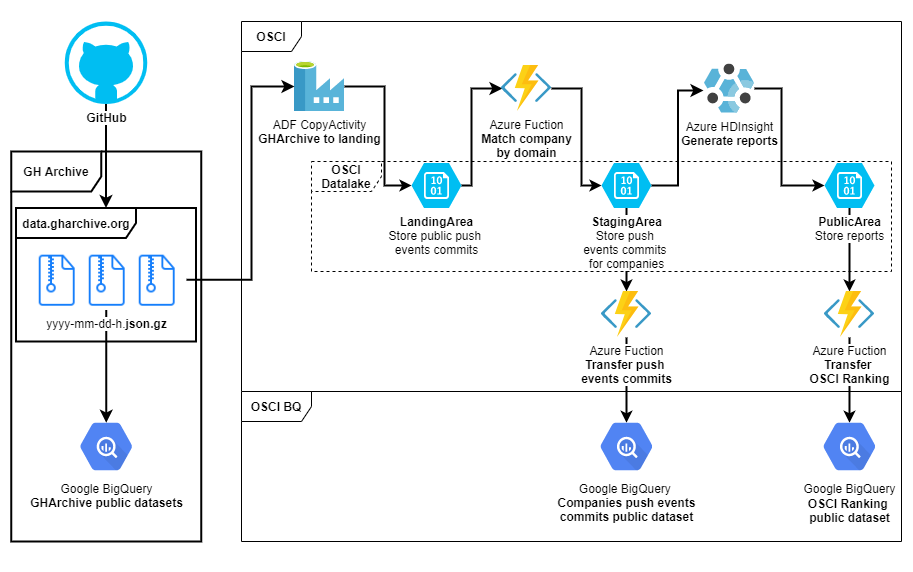 GitHub
GH Archive
data.gharchive.org
yyyy-mm-dd-h.json.gz
Google BigQuery
GHArchive public datasets
OSCI
ADF CopyActivity
GHArchive to landing
Azure Fuction
Match company
by domain
Azure HDInsight
Generate reports
OSCI
Datalake
10
01
LandingArea
Store public push
events commits
10
01
StagingArea
Store push
events commits
for companies
10
01
PublicArea
Store reports
Azure Fuction
Transfer push
events commits
Azure Fuction
Transfer
OSCI Ranking
OSCI BQ
Google BigQuery
Companies push events
commits public dataset
Google BigQuery
OSCI Ranking
public dataset